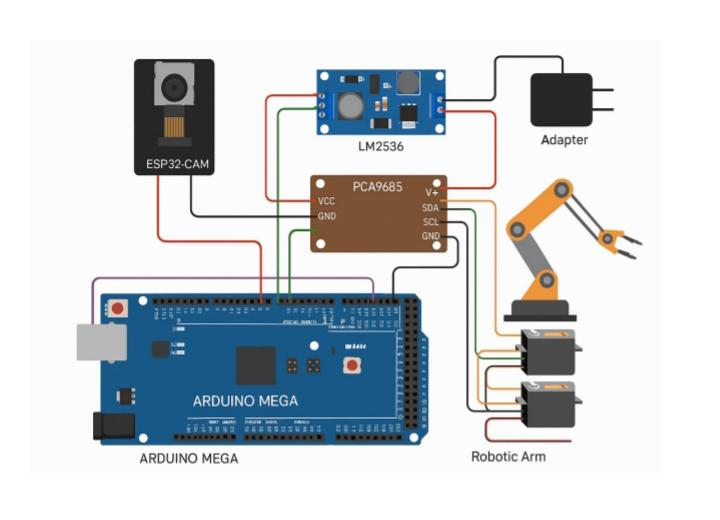 ESP32-CAM
LM2536
Adapter
PCA9685
VCC
GND
V+
SDA
SCL
GND
ARDUINO MEGA
ARDUINO MEGA
Robotic Arm